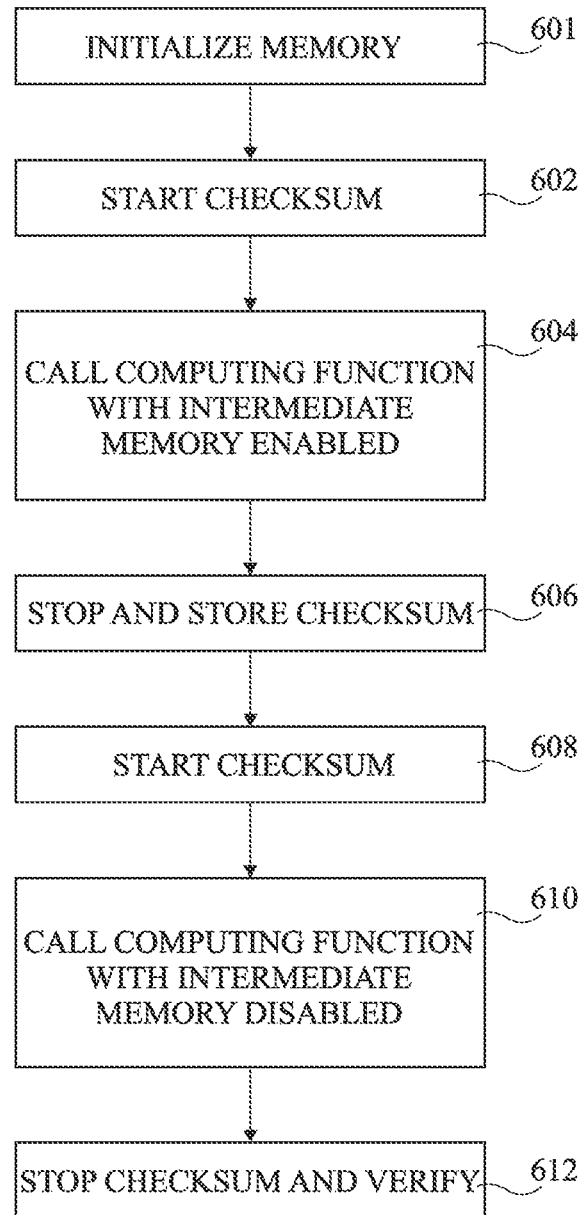 INITIALIZE MEMORY
601
START CHECKSUM
602
CALL COMPUTING FUNCTION
WITH INTERMEDIATE
MEMORY ENABLED
604
STOP AND STORE CHECKSUM
606
START CHECKSUM
608
CALL COMPUTING FUNCTION
WITH INTERMEDIATE
MEMORY DISABLED
610
STOP CHECKSUM AND VERIFY
612